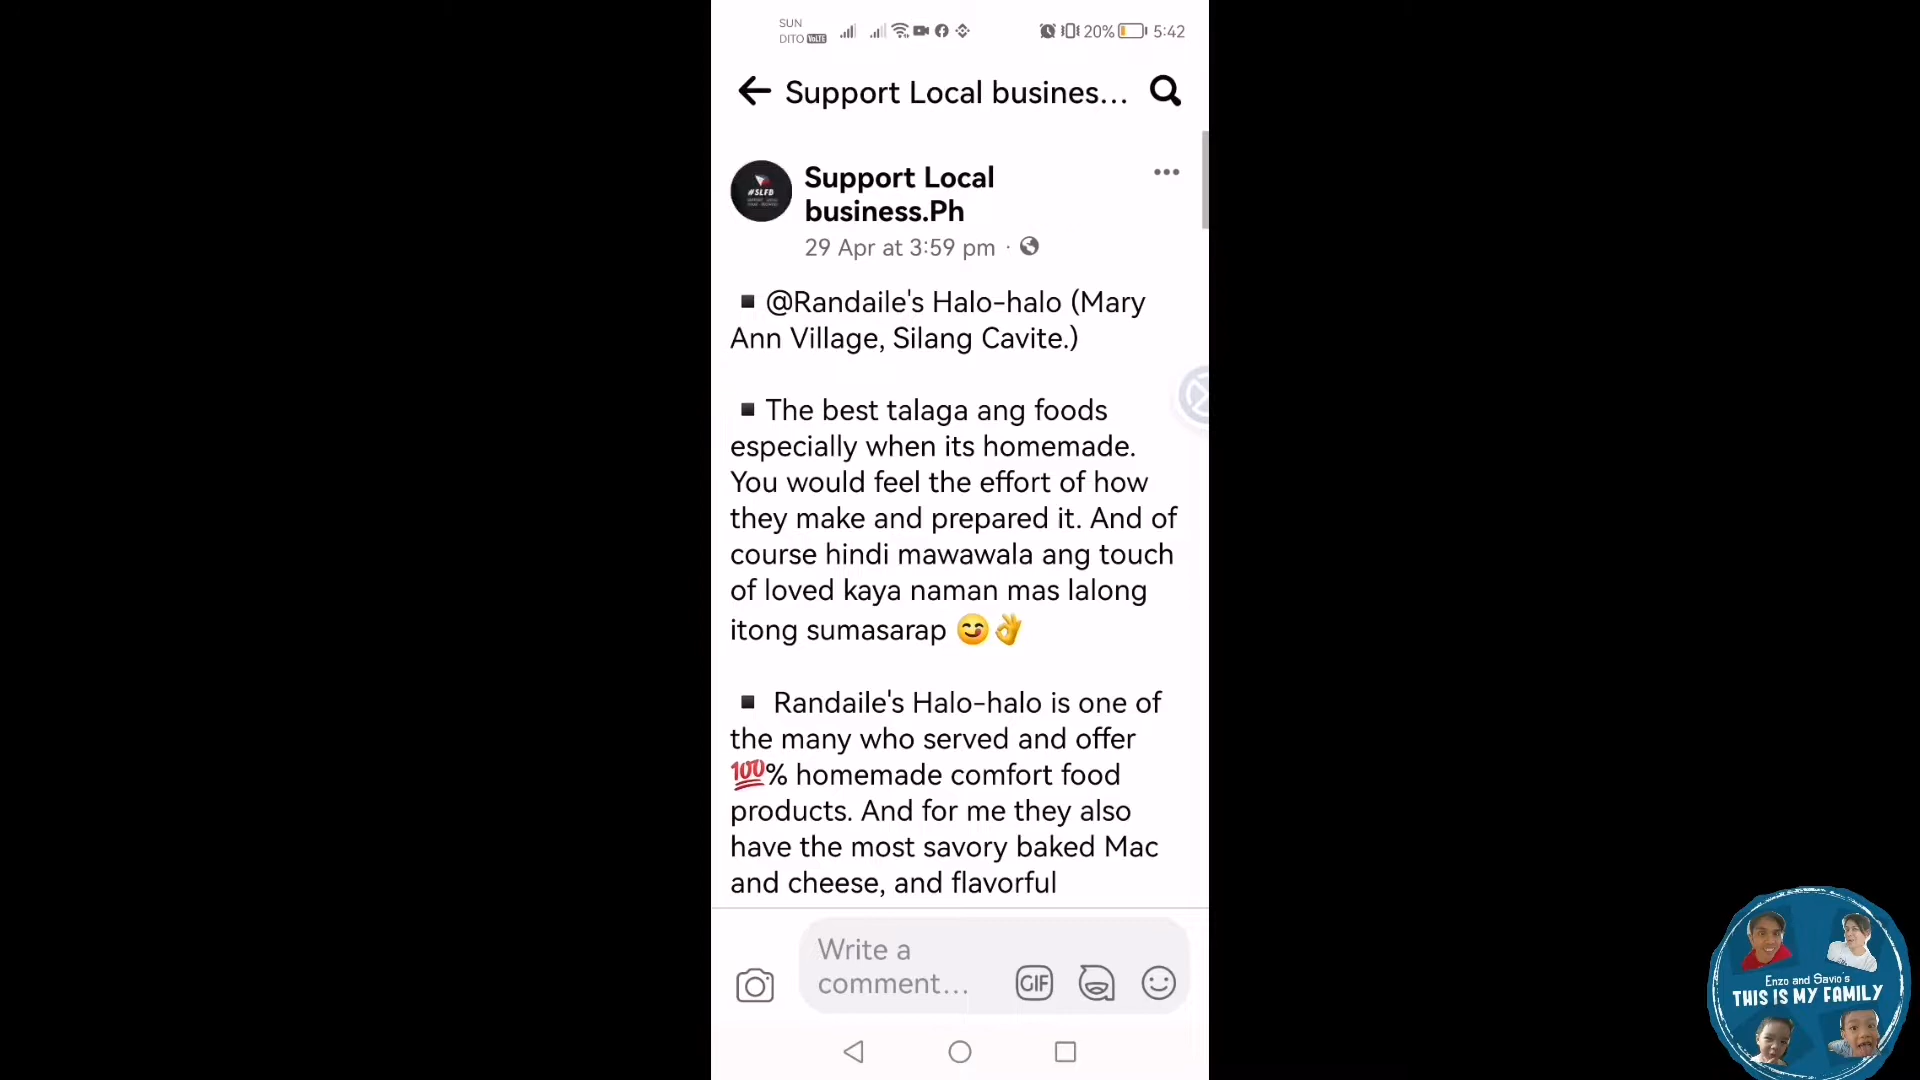 SUN
DITO VoLTE
20%
5:42
Support Local busines...
Support Local
business.Ph
29 Apr at 3:59 pm ·
#SLFB
▪@Randaile's Halo-halo (Mary
Ann Village, Silang Cavite.)
▪The best talaga ang foods
especially when its homemade.
You would feel the effort of how
they make and prepared it. And of
course hindi mawawala ang touch
of loved kaya naman mas lalong
itong sumasarap 😋👌
▪ Randaile's Halo-halo is one of
the many who served and offer
💯% homemade comfort food
products. And for me they also
have the most savory baked Mac
and cheese, and flavorful
Write a
comment...
GIF
Enzo and Savio's
THIS IS MY FAMILY